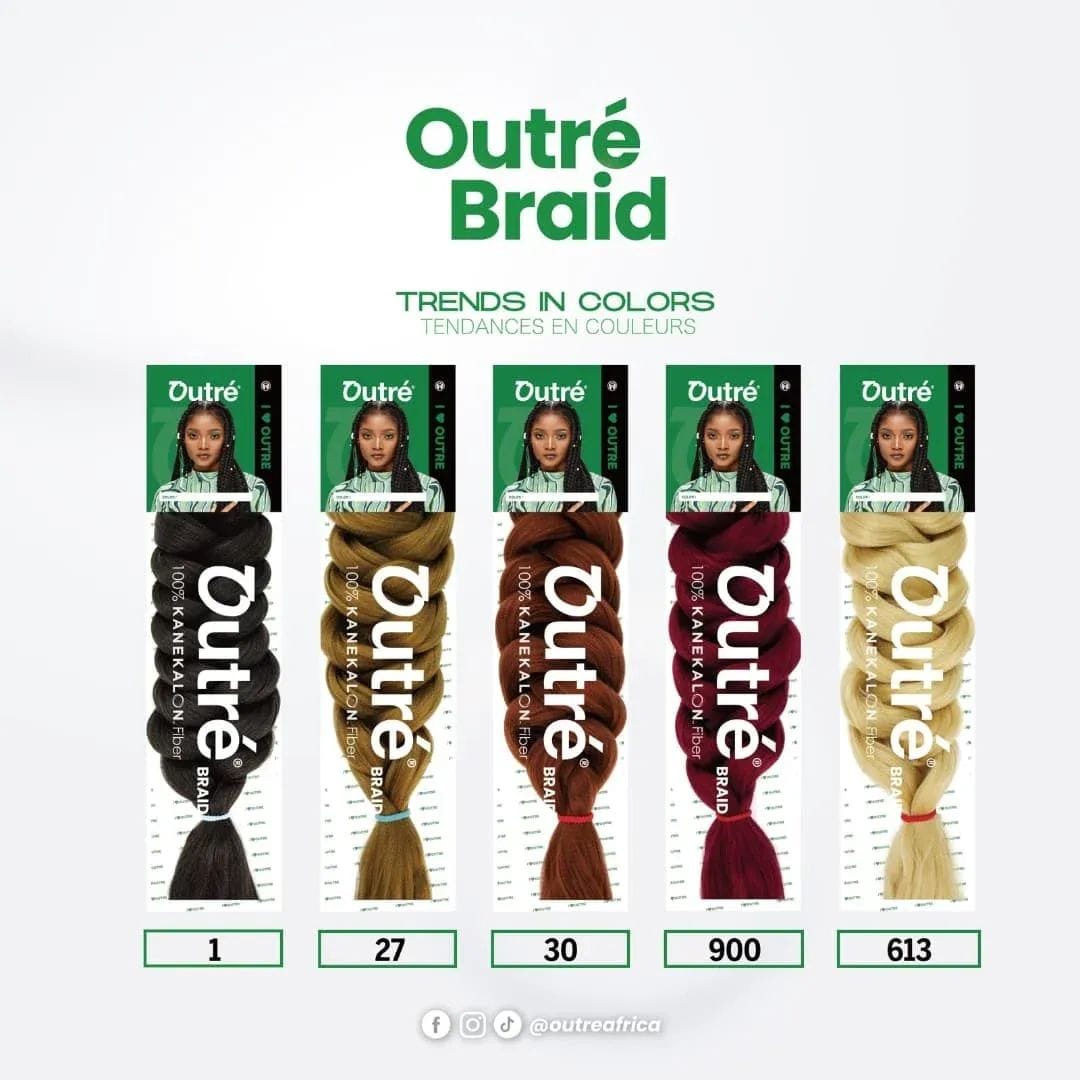 Outré
Braid
TRENDS IN COLORS
TENDANCES EN COULEURS
Outré
I ♥ OUTRE
Outré
I ♥ OUTRE
Outré
I ♥ OUTRE
Outré
I ♥ OUTRE
Outré
I ♥ OUTRE
100% KANEKALON Fiber
Outré®
BRAID
100% KANEKALON Fiber
Outré®
BRAID
100% KANEKALON Fiber
Outré®
BRAID
100% KANEKALON Fiber
Outré®
BRAID
100% KANEKALON Fiber
Outré®
BRAID
1
27
30
900
613
@outreafrica